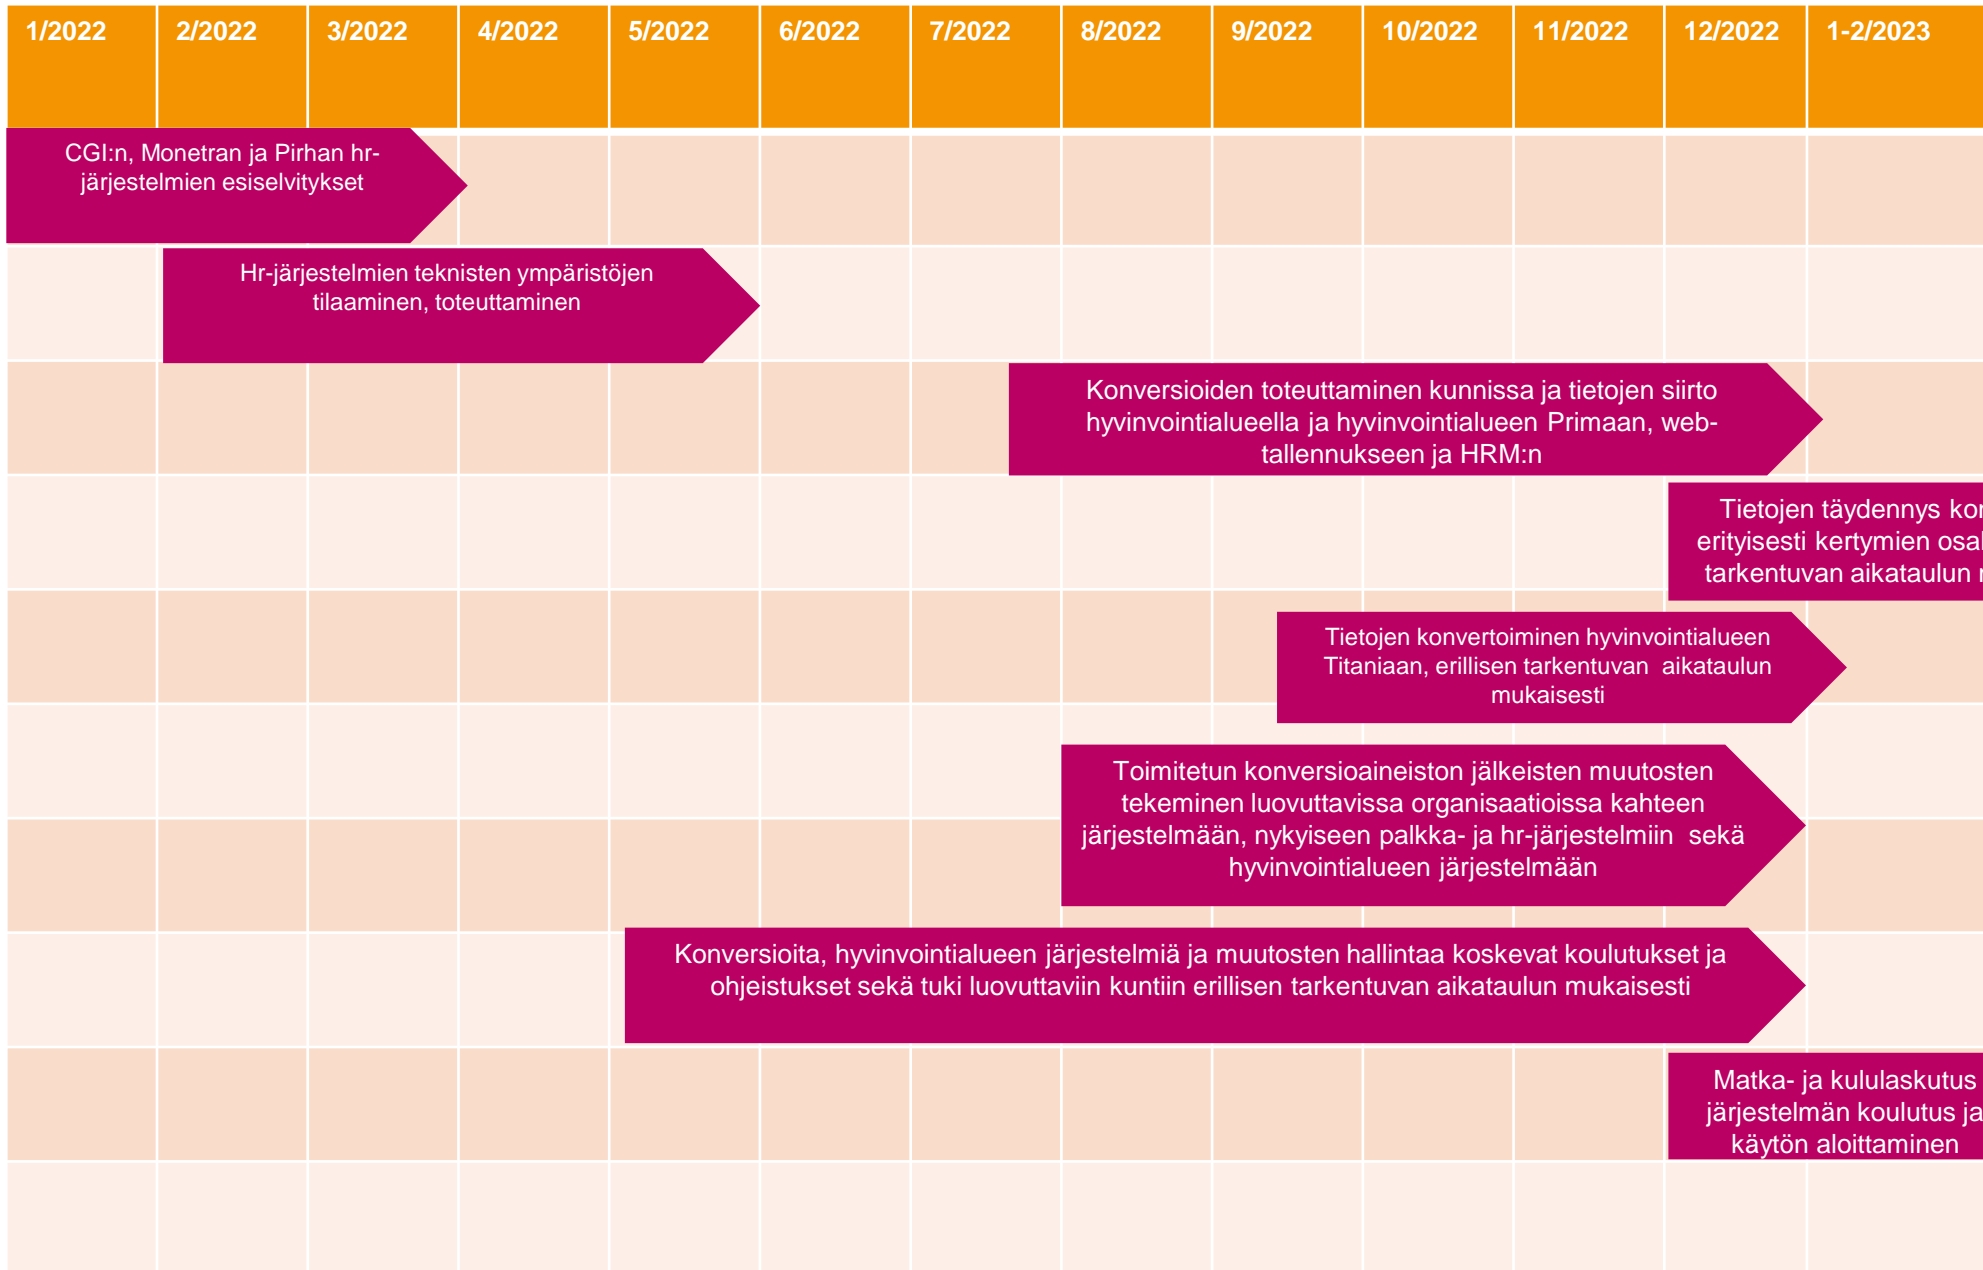 1/2022 2/2022 3/2022 4/2022 5/2022 6/2022 7/2022 8/2022 9/2022 10/2022 11/2022 12/2022 1-2/2023
CGI:n, Monetran ja Pirhan hr-
järjestelmien esiselvitykset
Hr-järjestelmien teknisten ympäristöjen
tilaaminen, toteuttaminen
Konversioiden toteuttaminen kunnissa ja tietojen siirto
hyvinvointialueella ja hyvinvointialueen Primaan, web-
tallennukseen ja HRM:n
Tietojen täydennys
erityisesti kertymien
tarkentuvan aikataulun
Tietojen konvertoiminen hyvinvointialueen
Titaniaan, erillisen tarkentuvan aikataulun
mukaisesti
Toimitetun konversioaineiston jälkeisten muutosten
tekeminen luovuttavissa organisaatioissa kahteen
järjestelmään, nykyiseen palkka- ja hr-järjestelmiin sekä
hyvinvointialueen järjestelmään
Konversioita, hyvinvointialueen järjestelmiä ja muutosten hallintaa koskevat koulutukset ja
ohjeistukset sekä tuki luovuttaviin kuntiin erillisen tarkentuvan aikataulun mukaisesti
Matka- ja kululaskutus
järjestelmän koulutus ja
käytön aloittaminen